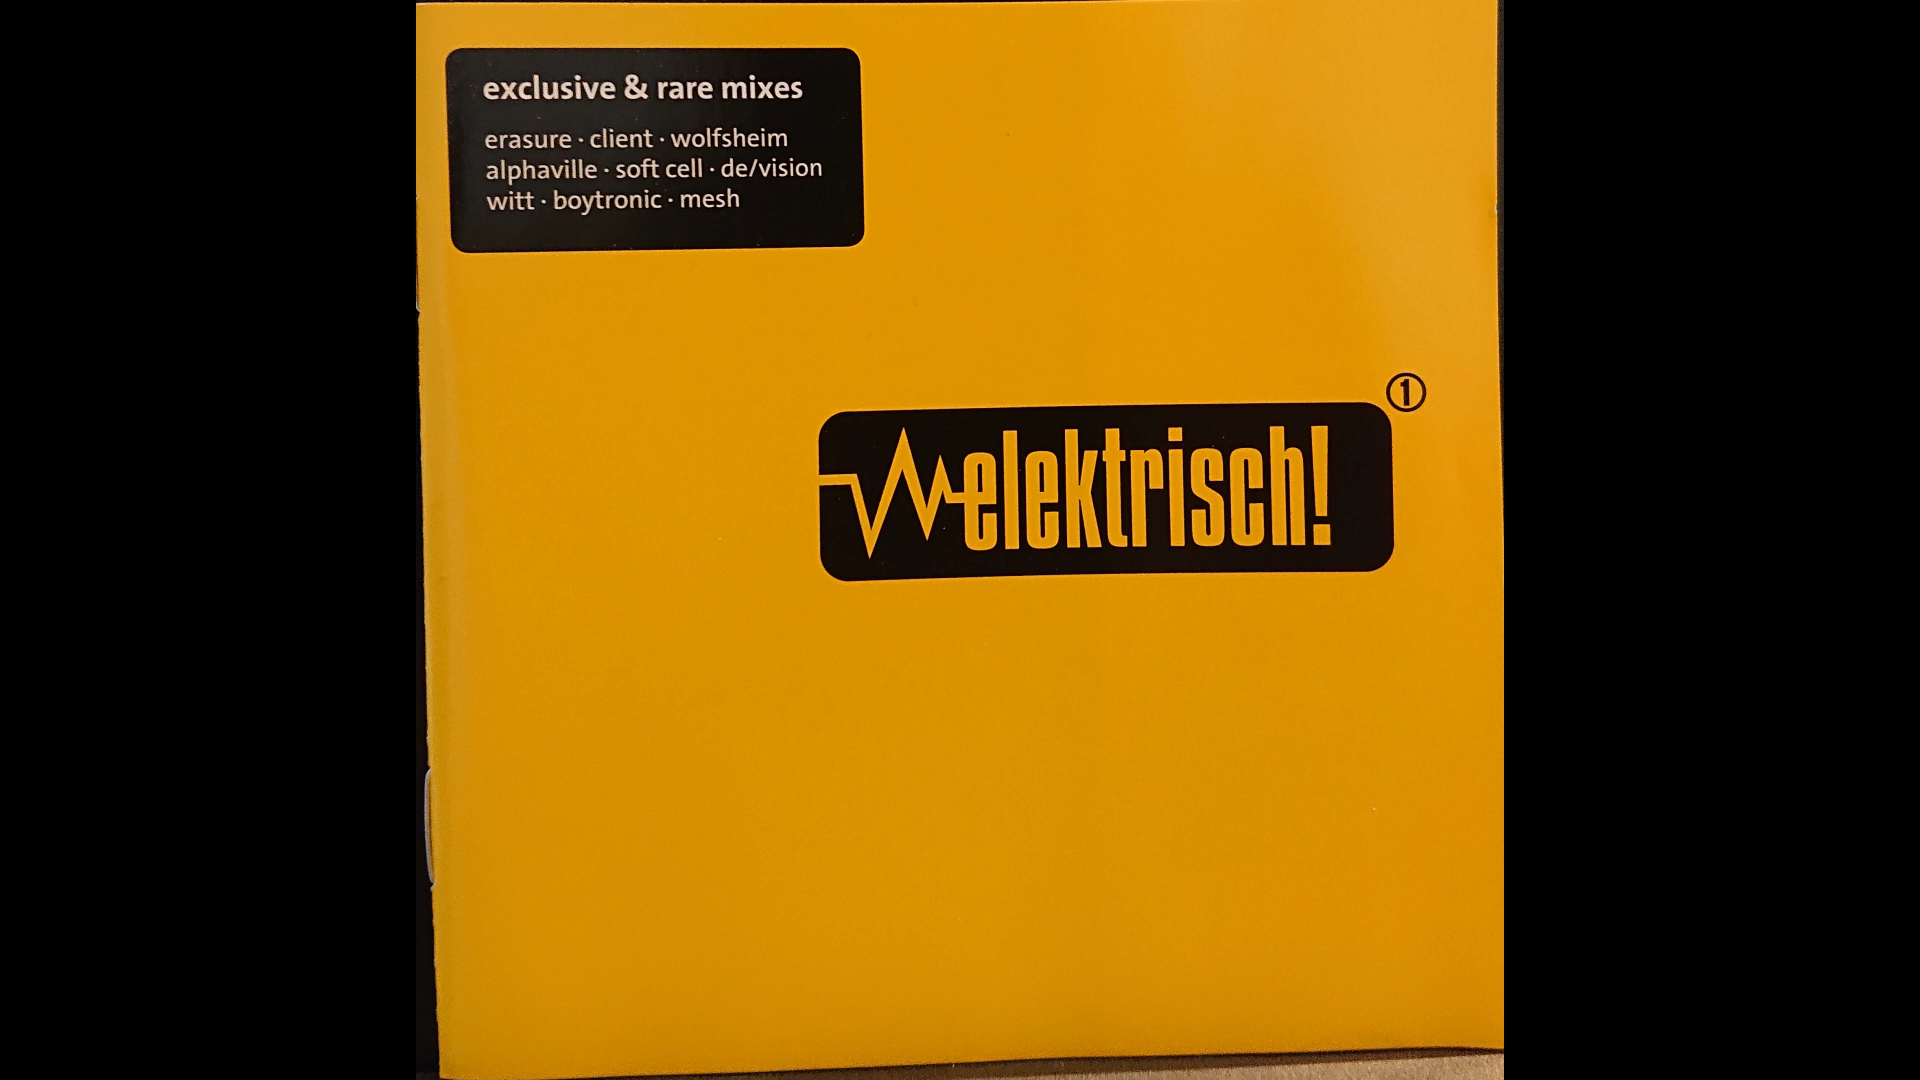 exclusive & rare mixes
erasure · client · wolfsheim
alphaville · soft cell · de/vision
witt · boytronic · mesh
①
elektrisch!